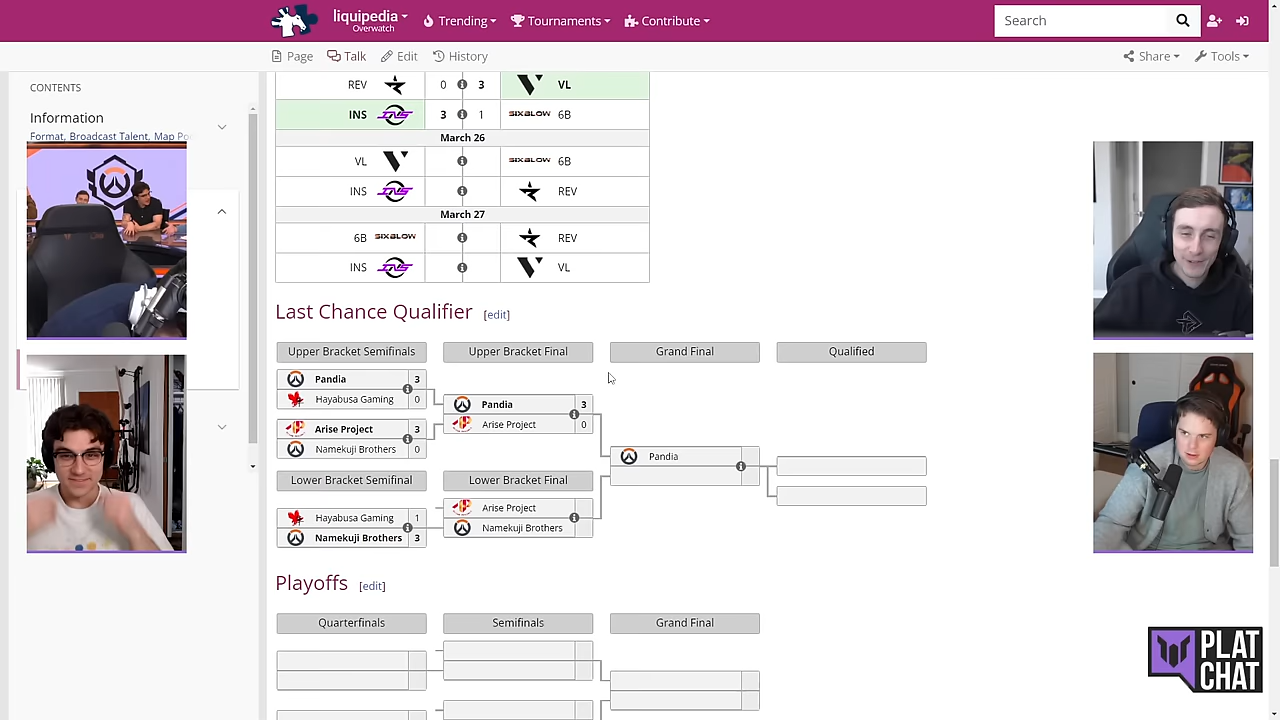 liquipedia
Overwatch
Trending
Tournaments
Contribute
Search
Page
Talk
Edit
History
Share
Tools
CONTENTS
Information
Format, Broadcast Talent, Map
REV 0 3 VL
INS 3 1 SIXBLOW 6B
March 26
VL SIXBLOW 6B
INS REV
March 27
6B SIXBLOW REV
INS VL
Last Chance Qualifier [edit]
Upper Bracket Semifinals
Upper Bracket Final
Grand Final
Qualified
Pandia 3
Hayabusa Gaming 0
Arise Project 3
Namekuji Brothers 0
Pandia 3
Arise Project 0
Pandia
Lower Bracket Semifinal
Lower Bracket Final
Hayabusa Gaming 1
Namekuji Brothers 3
Arise Project
Namekuji Brothers
Playoffs [edit]
Quarterfinals
Semifinals
Grand Final
PLAT
CHAT